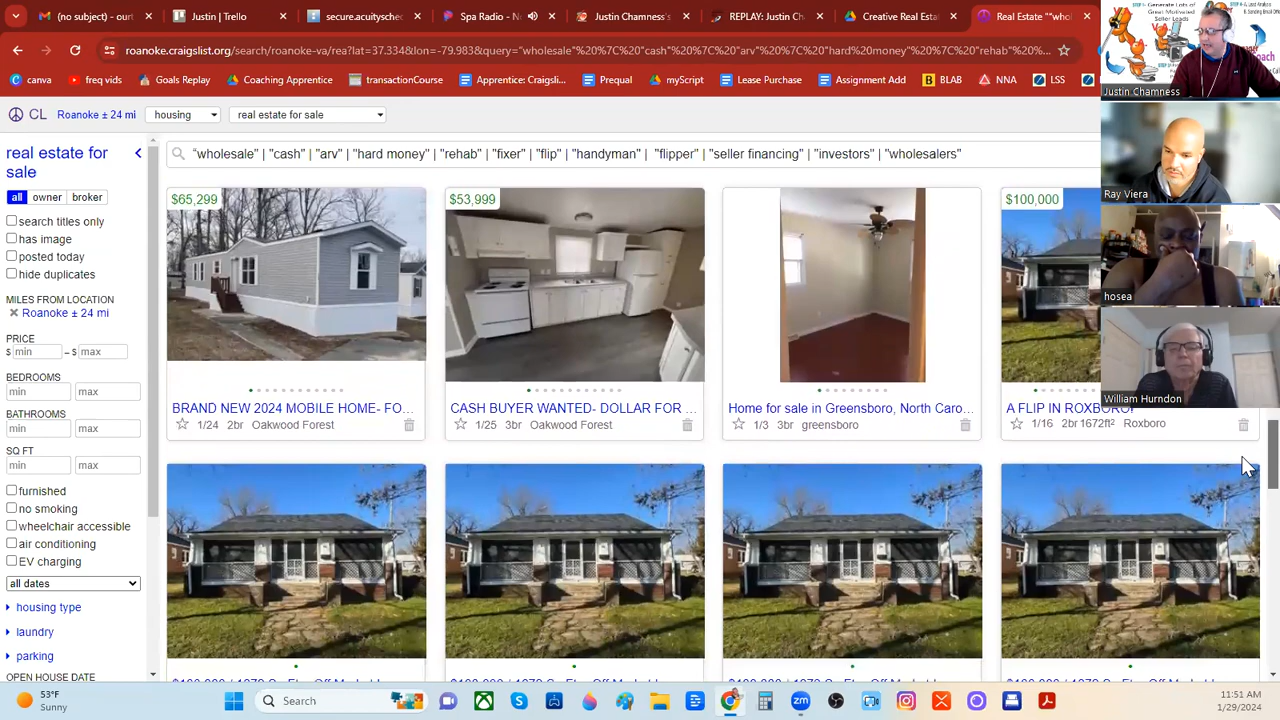 (no subject) - ourt
Justin | Trello
secure.acuitysched
Eja Radio -
Justin Chamness's
REPWAY: Justin Ch
Creative Real Estate
Real Estate ""whol
roanoke.craigslist.org/search/roanoke-va/rea?lat=37.3348&lon=-79.9838&query="wholesale"%20%7C%20"cash"%20%7C%20"arv"%20%7C%20"hard money"%20%7C%20"rehab"%20%...
canva
freq vids
Goals Replay
Coaching Apprentice
transactionCourse
Apprentice: Craigsli...
Prequal
myScript
Lease Purchase
Assignment Add
BLAB
NNA
LSS
CL
Roanoke ± 24 mi
housing
real estate for sale
real estate for
sale
"wholesale" | "cash" | "arv" | "hard money" | "rehab" | "fixer" | "flip" | "handyman" | "flipper" | "seller financing" | "investors" | "wholesalers"
all owner broker
search titles only
has image
posted today
hide duplicates
MILES FROM LOCATION
Roanoke ± 24 mi
PRICE
$ min – $ max
BEDROOMS
min max
BATHROOMS
min max
SQ FT
min max
furnished
no smoking
wheelchair accessible
air conditioning
EV charging
all dates
housing type
laundry
parking
OPEN HOUSE DATE
$65,299
BRAND NEW 2024 MOBILE HOME- FO...
1/24 2br Oakwood Forest
$53,999
CASH BUYER WANTED- DOLLAR FOR ...
1/25 3br Oakwood Forest
Home for sale in Greensboro, North Caro...
1/3 3br greensboro
$100,000
A FLIP IN ROXBORO!
1/16 2br 1672ft² Roxboro
Justin Chamness
Ray Viera
hosea
William Hurndon
53°F
Sunny
Search
11:51 AM
1/29/2024